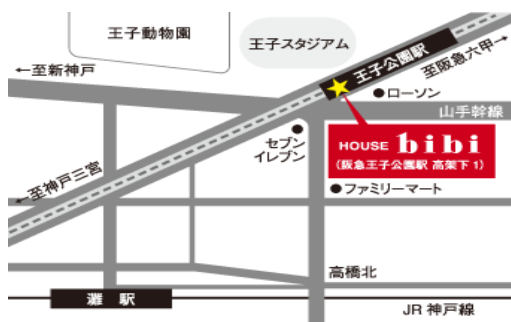 王子動物園
王子スタジアム
←至新神戸
王子公園駅
至阪急六甲→
●ローソン
山手幹線
セブン
イレブン
HOUSE bibi
(阪急王子公園駅 高架下1)
←至神戸三宮
●ファミリーマート
高橋北
灘 駅
JR 神戸線